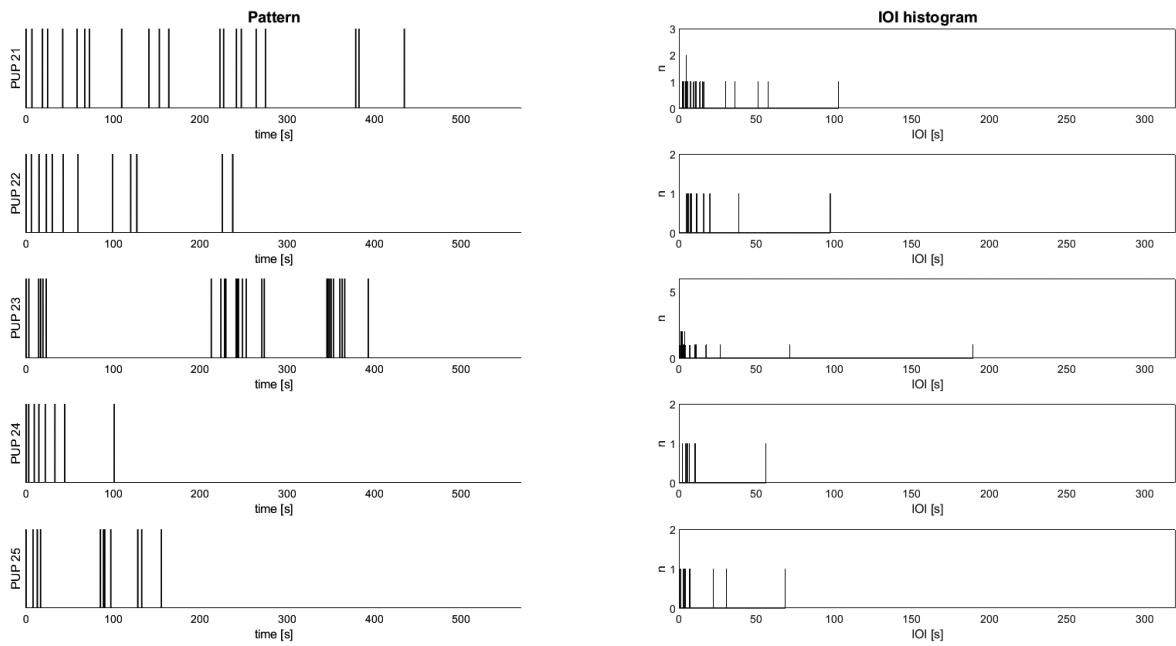 Pattern
IOI histogram
PUP 21
0 100 200 300 400 500
time [s]
n
3
2
1
0
0 50 100 150 200 250 300
IOI [s]
PUP 22
0 100 200 300 400 500
time [s]
n
2
1
0
0 50 100 150 200 250 300
IOI [s]
PUP 23
0 100 200 300 400 500
time [s]
n
5
0
0 50 100 150 200 250 300
IOI [s]
PUP 24
0 100 200 300 400 500
time [s]
n
2
1
0
0 50 100 150 200 250 300
IOI [s]
PUP 25
0 100 200 300 400 500
time [s]
n
2
1
0
0 50 100 150 200 250 300
IOI [s]